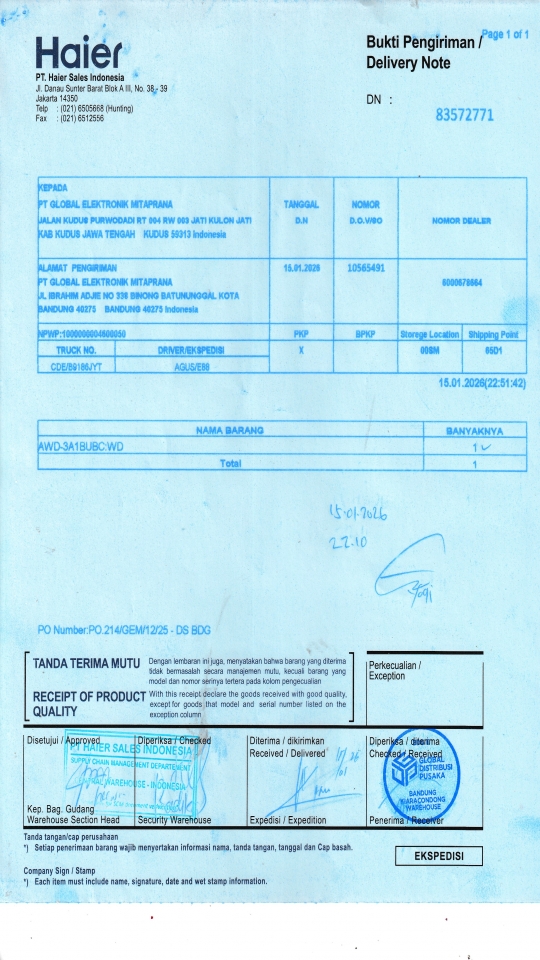 Page 1 of 1
Haier
Bukti Pengiriman /
Delivery Note
PT. Haier Sales Indonesia
Jl. Danau Sunter Barat Blok A III, No. 38 - 39
Jakarta 14350
Telp : (021) 6505668 (Hunting)
Fax : (021) 6512556
DN :
83572771
KEPADA
PT GLOBAL ELEKTRONIK MITAPRANA
JALAN KUDUS PURWODADI RT 004 RW 003 JATI KULON JATI
KAB KUDUS JAWA TENGAH KUDUS 59313 Indonesia
TANGGAL
D.N
NOMOR
D.O.V/SO
NOMOR DEALER
ALAMAT PENGIRIMAN
PT GLOBAL ELEKTRONIK MITAPRANA
JL IBRAHIM ADJIE NO 338 BINONG BATUNUNGGAL KOTA
BANDUNG 40275 BANDUNG 40275 Indonesia
15.01.2026
10565491
NPWP:1000000004600050
PKP
BPKP
Storege Location
Shipping Point
TRUCK NO.
DRIVER/EKSPEDISI
X
65D1
CDE/B9186JYT
AGUS/E88
15.01.2026(22:51:42)
NAMA BARANG
BANYAKNYA
AWD-3A1BUBC:WD
1
Total
1
15.01.2026
22.10
Yogi
PO Number:PO.214/GEM/12/25 - DS BDG
TANDA TERIMA MUTU
Dengan lembaran ini juga, menyatakan bahwa barang yang diterima
tidak bermasalah secara manajemen mutu, kecuali barang yang
model dan nomor serinya tertera pada kolom pengecualian
RECEIPT OF PRODUCT
QUALITY
With this receipt declare the goods received with good quality,
except for goods that model and serial number listed on the
exception column
Perkecualian /
Exception
Disetujui / Approved
Diperiksa / Checked
Diterima / dikirimkan
Received / Delivered
Diperiksa / diterima
Checked / Received
PT HAIER SALES INDONESIA
SUPPLY CHAIN MANAGEMENT DEPARTEMENT
WAREHOUSE - INDONESIA
GLOBAL
DISTRIBUSI
PUSAKA
BANDUNG
KIARACONDONG
WAREHOUSE
Kep. Bag. Gudang
Warehouse Section Head
Security Warehouse
Expedisi / Expedition
Penerima / Receiver
Tanda tangan/cap perusahaan
*) Setiap penerimaan barang wajib menyertakan informasi nama, tanda tangan, tanggal dan Cap basah.
EKSPEDISI
Company Sign / Stamp
*) Each item must include name, signature, date and wet stamp information.